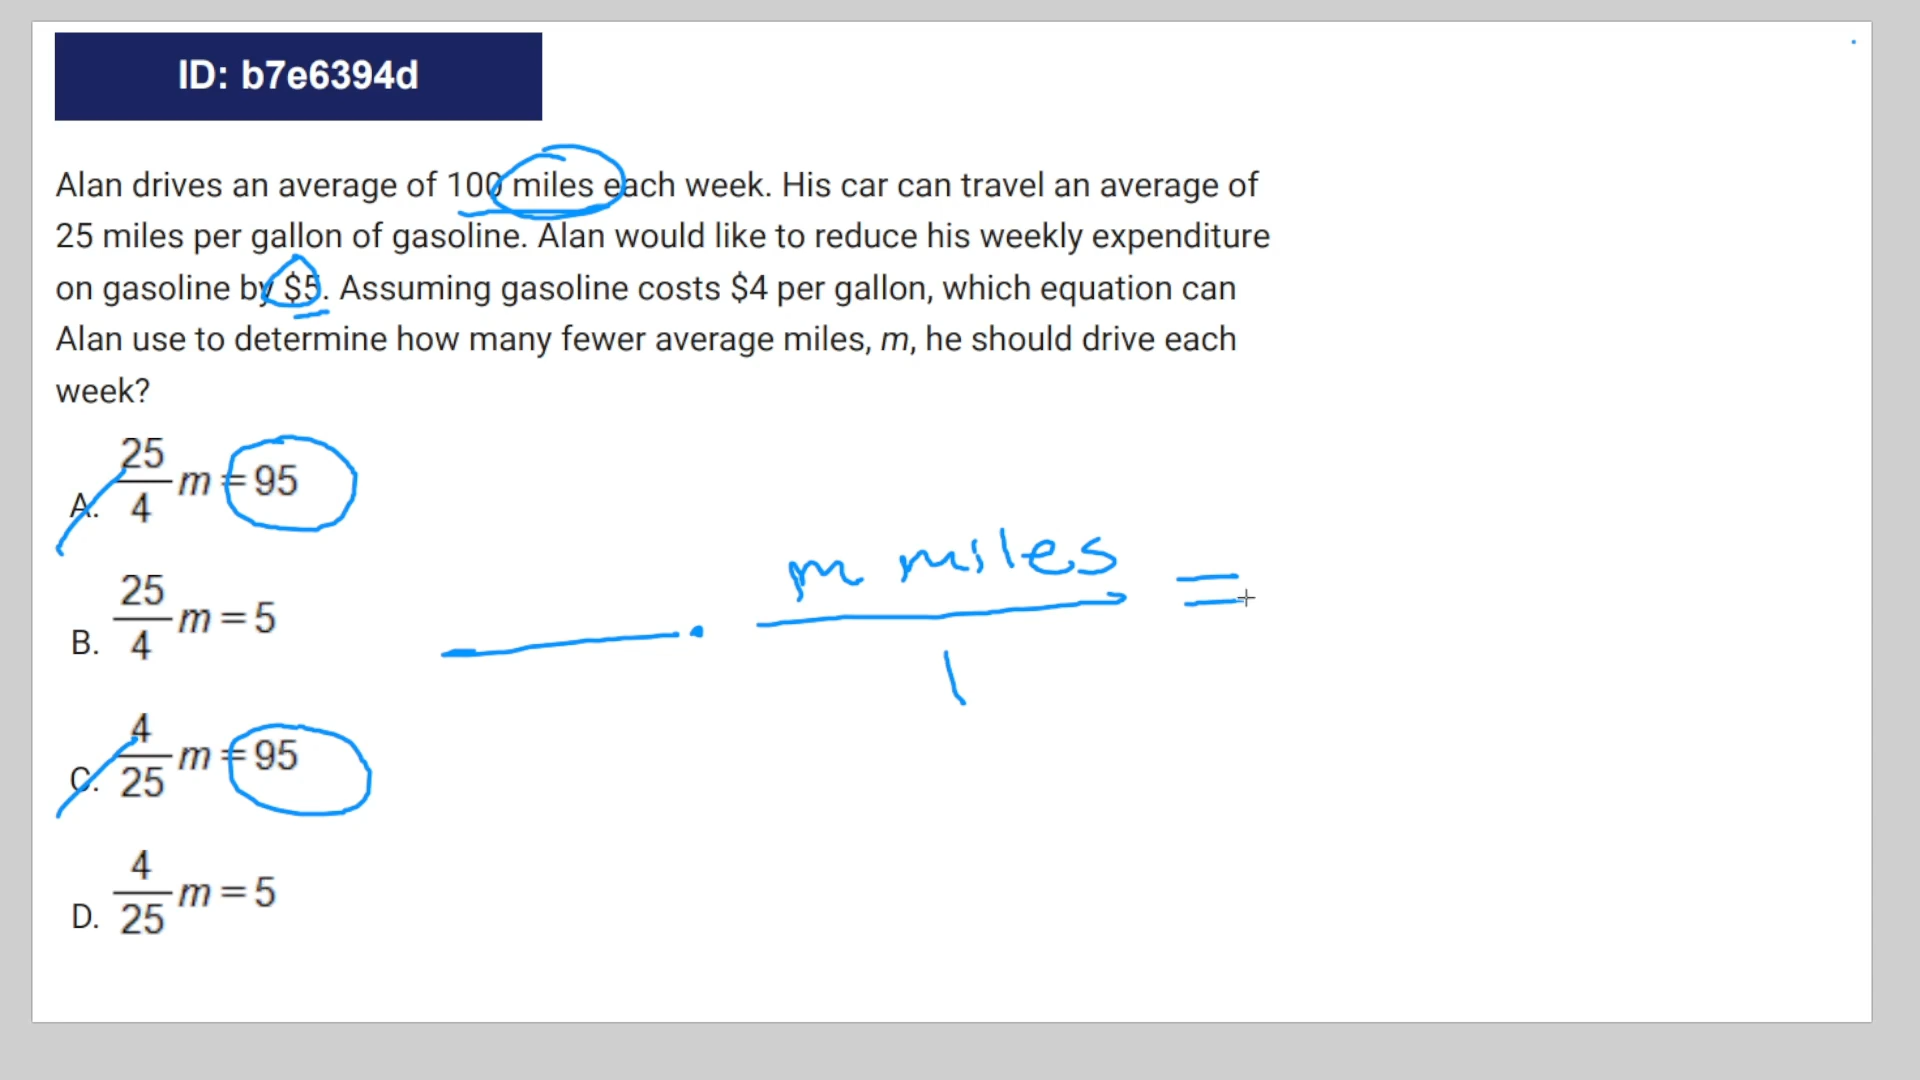 ID: b7e6394d
Alan drives an average of 100 miles each week. His car can travel an average of
25 miles per gallon of gasoline. Alan would like to reduce his weekly expenditure
on gasoline by $5. Assuming gasoline costs $4 per gallon, which equation can
Alan use to determine how many fewer average miles, m, he should drive each
week?
A. 25/4 m = 95
B. 25/4 m = 5
C. 4/25 m = 95
D. 4/25 m = 5
m miles =
1